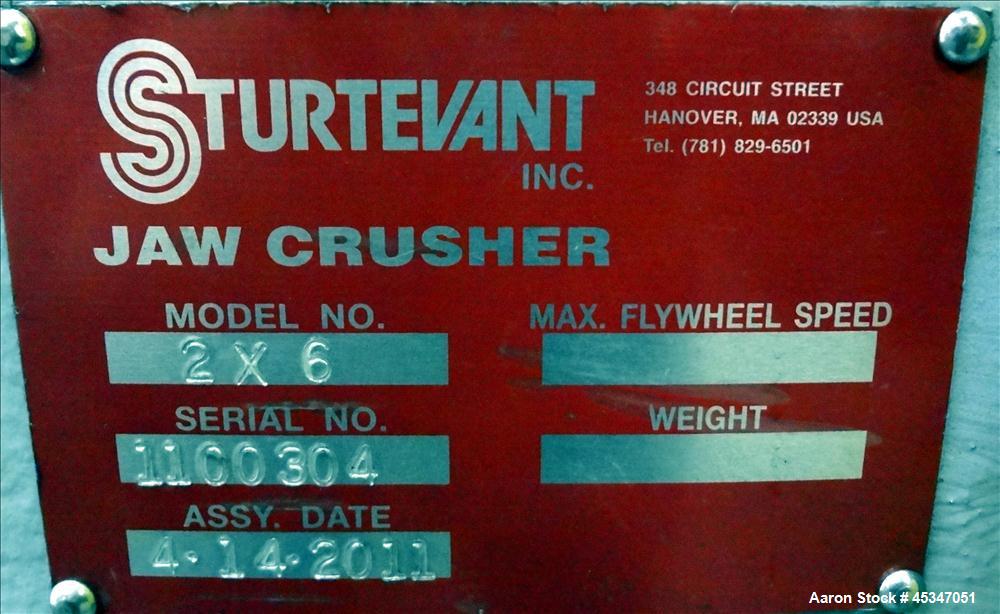 STURTEVANT
INC.
348 CIRCUIT STREET
HANOVER, MA 02339 USA
Tel. (781) 829-6501
JAW CRUSHER
MODEL NO.
2 X 6
MAX. FLYWHEEL SPEED
SERIAL NO.
1100304
WEIGHT
ASSY. DATE
4·14·2011
Aaron Stock # 45347051